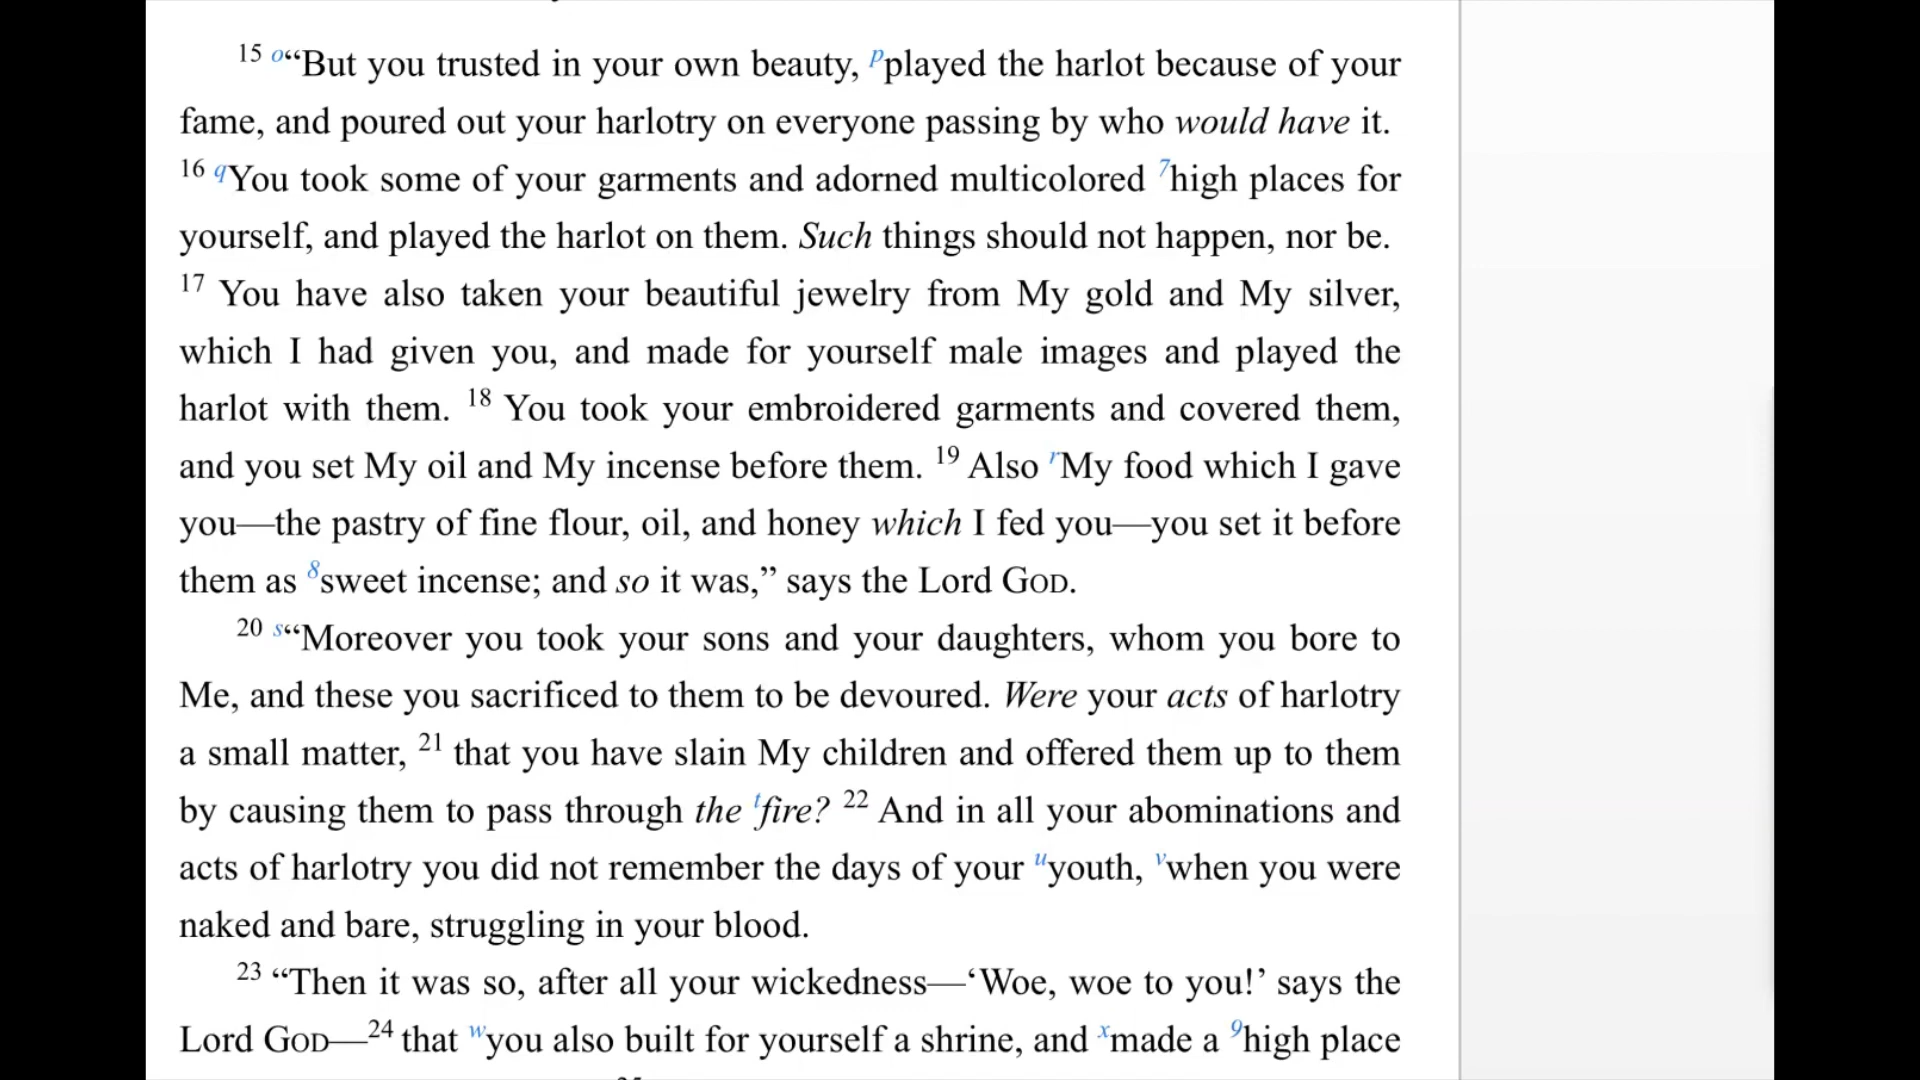 15 o“But you trusted in your own beauty, pplayed the harlot because of your
fame, and poured out your harlotry on everyone passing by who would have it.
16 qYou took some of your garments and adorned multicolored 7high places for
yourself, and played the harlot on them. Such things should not happen, nor be.
17 You have also taken your beautiful jewelry from My gold and My silver,
which I had given you, and made for yourself male images and played the
harlot with them. 18 You took your embroidered garments and covered them,
and you set My oil and My incense before them. 19 Also rMy food which I gave
you—the pastry of fine flour, oil, and honey which I fed you—you set it before
them as 8sweet incense; and so it was,” says the Lord GOD.
20 s“Moreover you took your sons and your daughters, whom you bore to
Me, and these you sacrificed to them to be devoured. Were your acts of harlotry
a small matter, 21 that you have slain My children and offered them up to them
by causing them to pass through the tfire? 22 And in all your abominations and
acts of harlotry you did not remember the days of your uyouth, vwhen you were
naked and bare, struggling in your blood.
23 “Then it was so, after all your wickedness—‘Woe, woe to you!’ says the
Lord GOD—24 that wyou also built for yourself a shrine, and xmade a 9high place